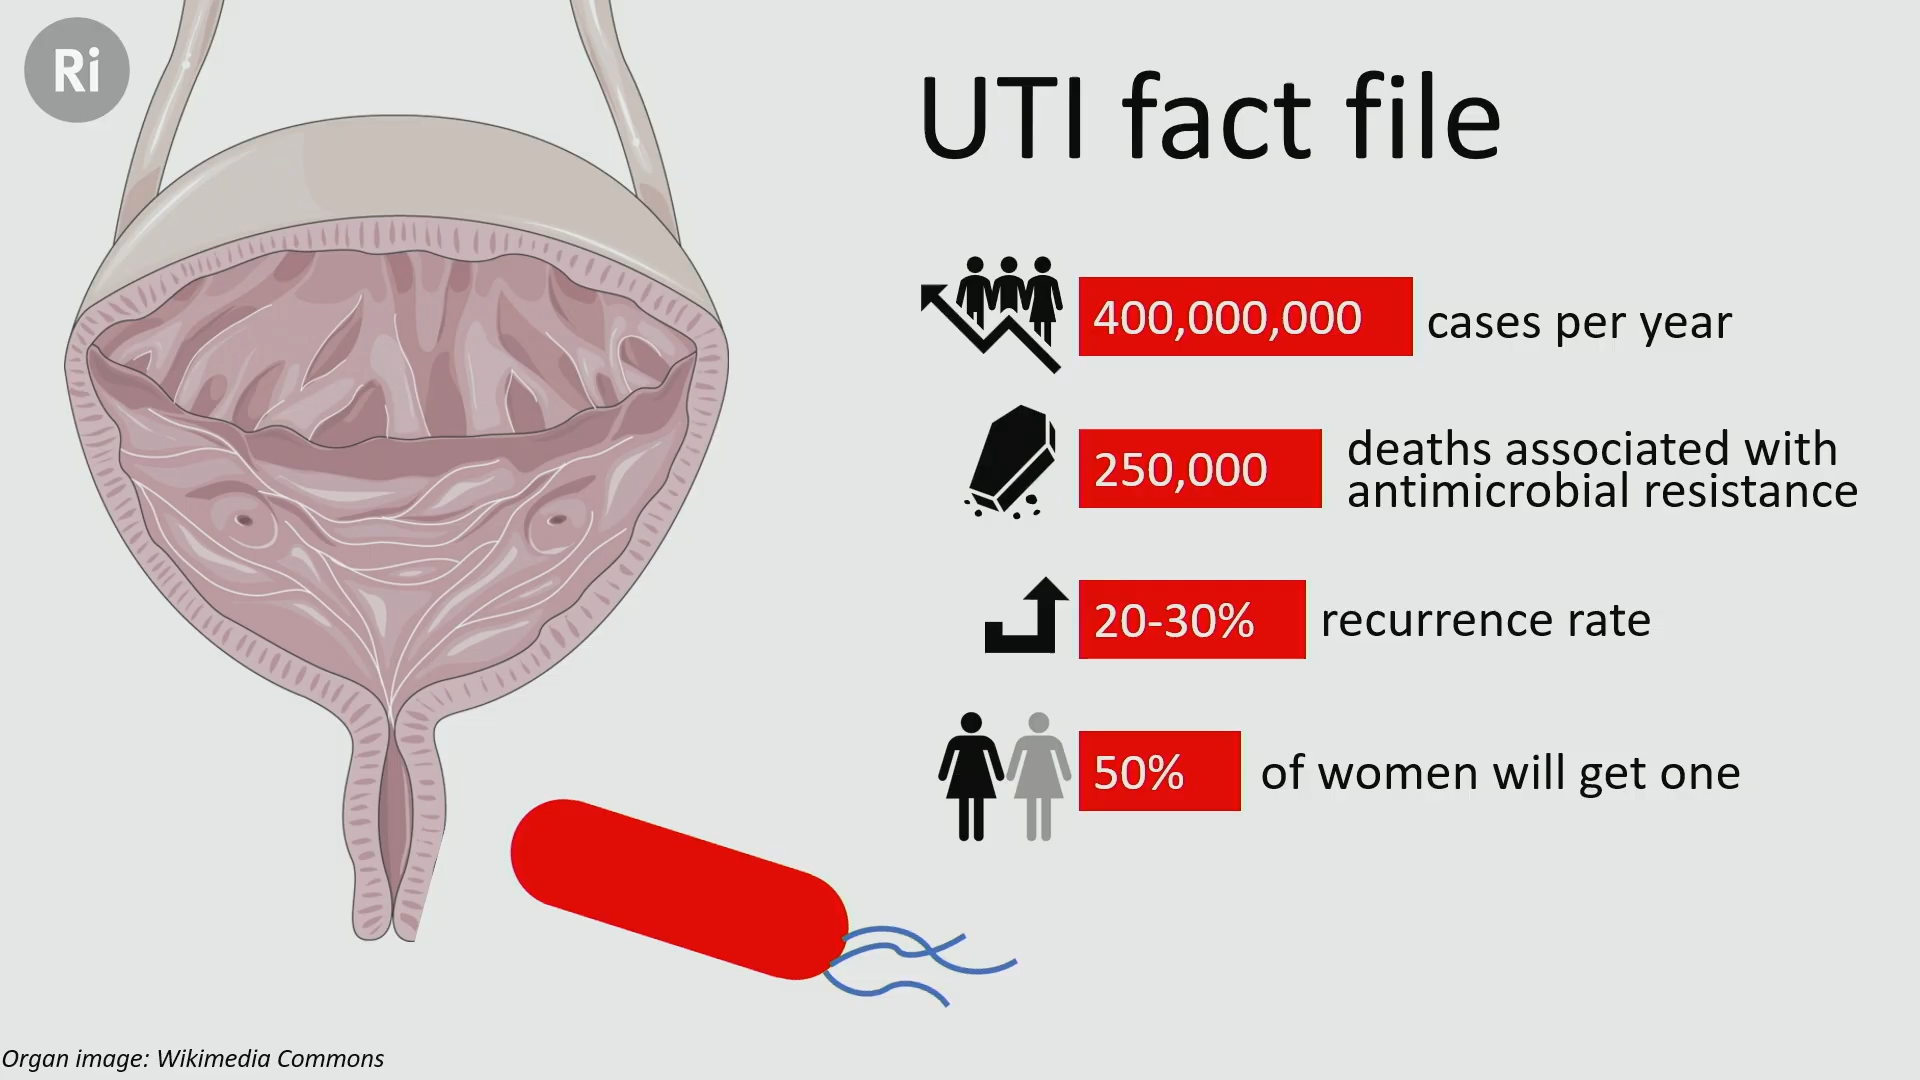 Ri
UTI fact file
400,000,000 cases per year
250,000 deaths associated with
antimicrobial resistance
20-30% recurrence rate
50% of women will get one
Organ image: Wikimedia Commons